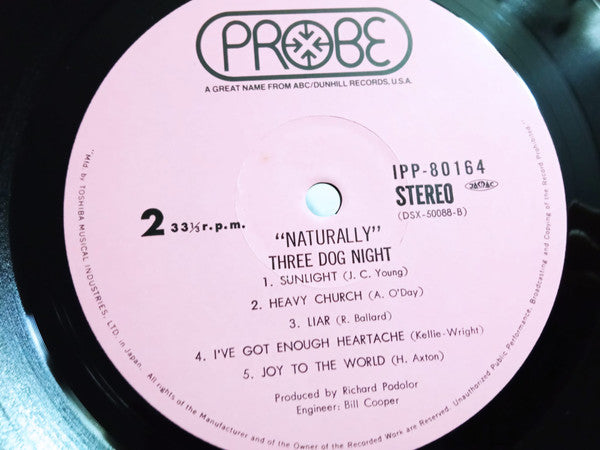 PROBE
A GREAT NAME FROM ABC/DUNHILL RECORDS, U.S.A.
IPP-80164
STEREO JASRAC
(DSX-50088-B)
2 33⅓ r.p.m.
"NATURALLY"
THREE DOG NIGHT
1. SUNLIGHT (J. C. Young)
2. HEAVY CHURCH (A. O'Day)
3. LIAR (R. Ballard)
4. I'VE GOT ENOUGH HEARTACHE (Kellie-Wright)
5. JOY TO THE WORLD (H. Axton)
Produced by Richard Podolor
Engineer: Bill Cooper
"Mfd by TOSHIBA MUSICAL INDUSTRIES, LTD. in Japan. All rights of the Manufacturer and of the Owner of the Recorded Work are Reserved. Unauthorized Public Performance, Broadcasting and Copying of the Record Prohibited."